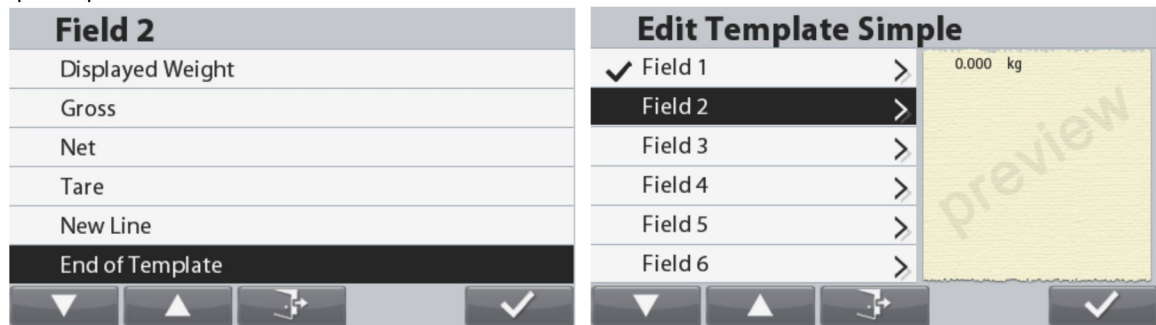 Field 2
Displayed Weight
Gross
Net
Tare
New Line
End of Template
Edit Template Simple
Field 1
Field 2
Field 3
Field 4
Field 5
Field 6
0.000 kg
preview